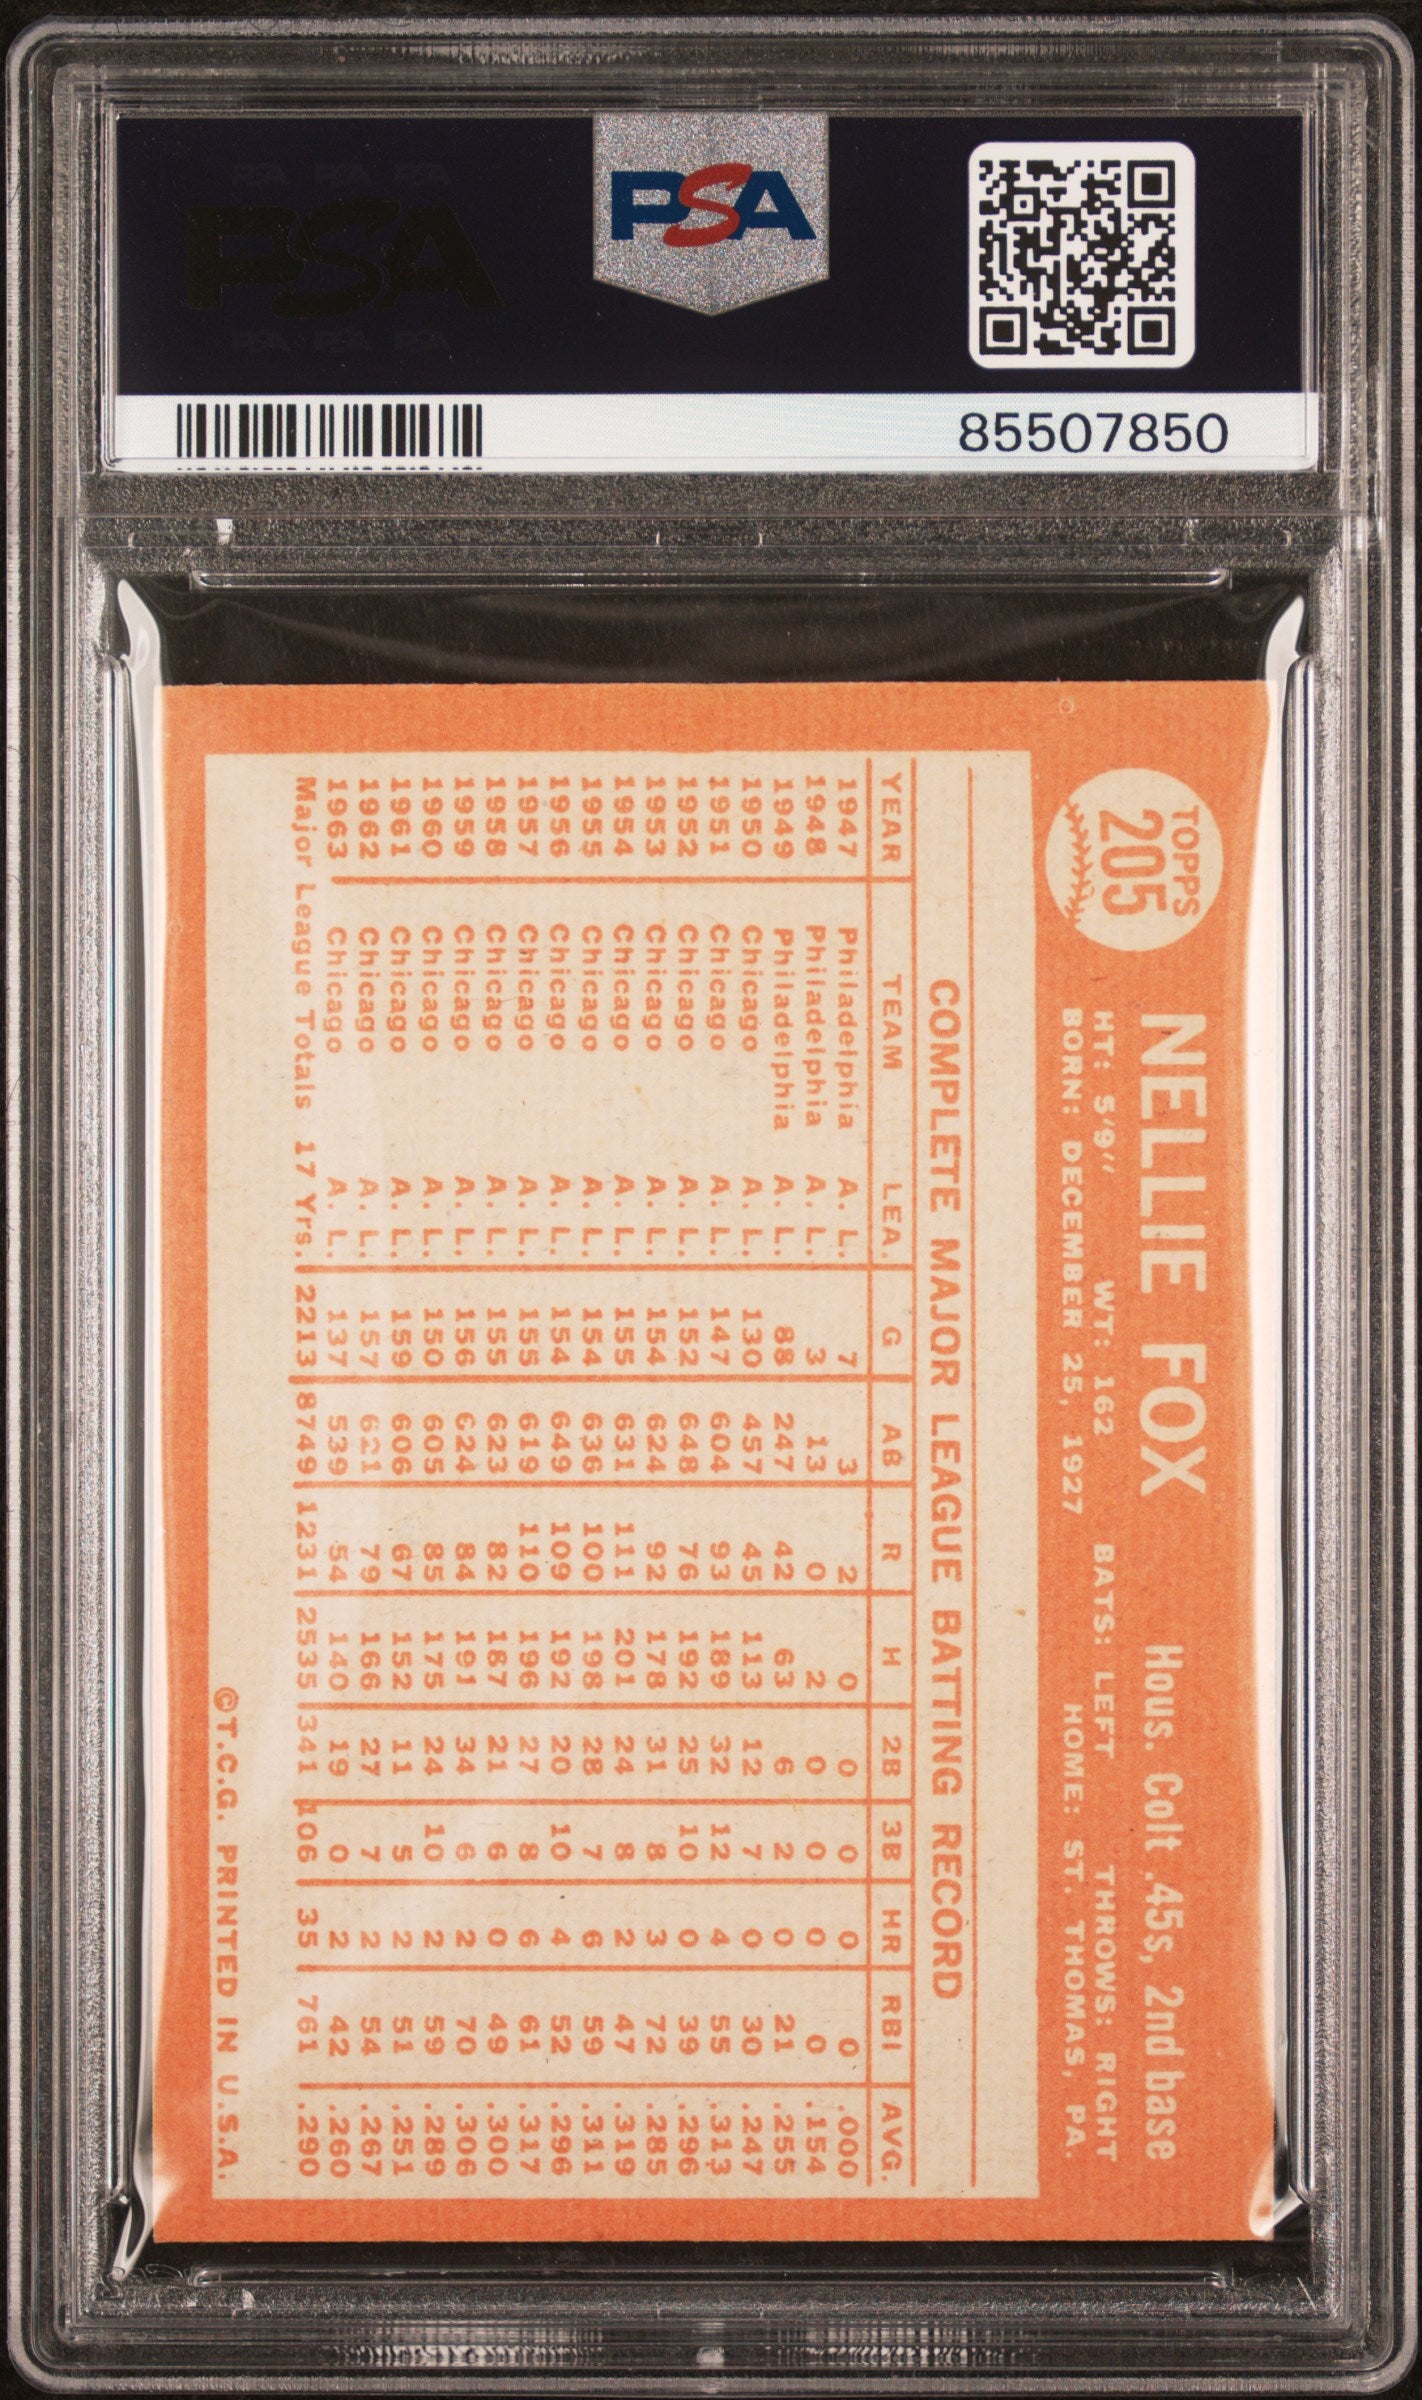 PSA PSA PSA
PSA
PSA PSA PSA
PSA
85507850
TOPPS
205
NELLIE FOX Hous. Colt .45s, 2nd base
HT: 5'9" WT: 162 BATS: LEFT THROWS: RIGHT
BORN: DECEMBER 25, 1927 HOME: ST. THOMAS, PA.
COMPLETE MAJOR LEAGUE BATTING RECORD
YEAR TEAM LEA. G AB R H 2B 3B HR RBI AVG.
1947 Philadelphia A. L. 7 3 2 0 0 0 0 0 .000
1948 Philadelphia A. L. 3 13 0 2 0 0 0 0 .154
1949 Philadelphia A. L. 88 247 42 63 6 2 0 21 .255
1950 Chicago A. L. 130 457 45 113 12 7 0 30 .247
1951 Chicago A. L. 147 604 93 189 32 12 4 55 .313
1952 Chicago A. L. 152 648 76 192 25 10 0 39 .296
1953 Chicago A. L. 154 624 92 178 31 8 3 72 .285
1954 Chicago A. L. 155 631 111 201 24 8 2 47 .319
1955 Chicago A. L. 154 636 100 198 28 7 6 59 .311
1956 Chicago A. L. 154 649 109 192 20 10 4 52 .296
1957 Chicago A. L. 155 619 110 196 27 8 6 61 .317
1958 Chicago A. L. 155 623 82 187 21 6 0 49 .300
1959 Chicago A. L. 156 624 84 191 34 6 2 70 .306
1960 Chicago A. L. 150 605 85 175 24 10 2 59 .289
1961 Chicago A. L. 159 606 67 152 11 5 2 51 .251
1962 Chicago A. L. 157 621 79 166 27 7 2 54 .267
1963 Chicago A. L. 137 539 54 140 19 0 2 42 .260
Major League Totals 17 Yrs. 2213 8749 1231 2535 341 106 35 761 .290
©T.C.G. PRINTED IN U.S.A.